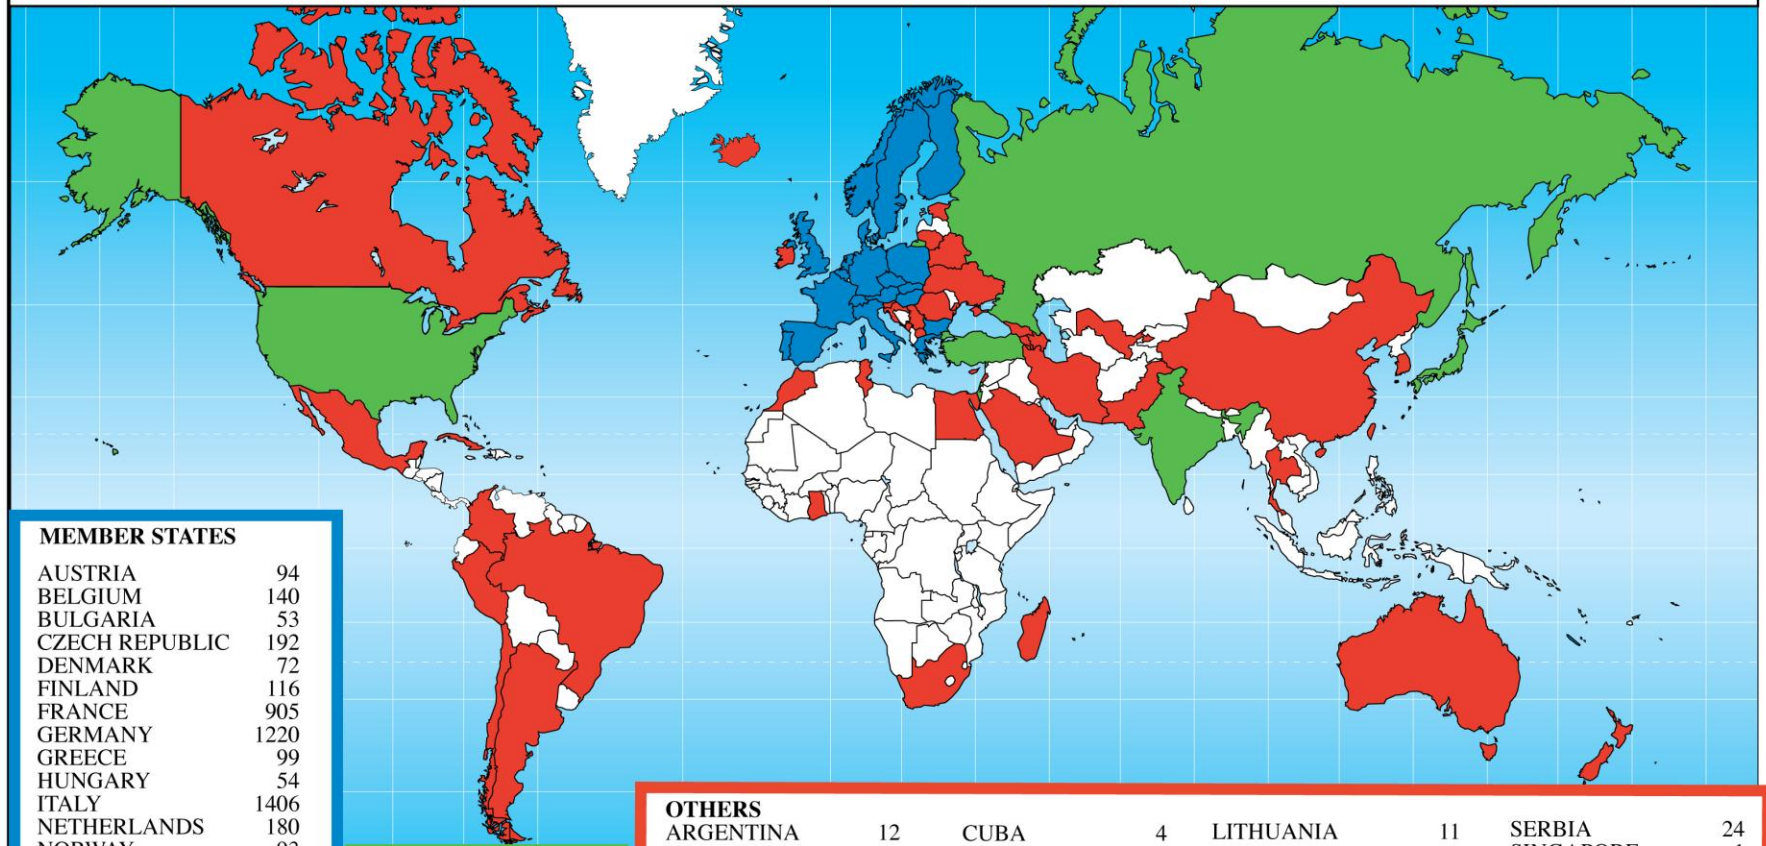 MEMBER STATES
AUSTRIA 94
BELGIUM 140
BULGARIA 53
CZECH REPUBLIC 192
DENMARK 72
FINLAND 116
FRANCE 905
GERMANY 1220
GREECE 99
HUNGARY 54
ITALY 1406
NETHERLANDS 180
OTHERS
ARGENTINA 12 CUBA 4 LITHUANIA 11 SERBIA 24